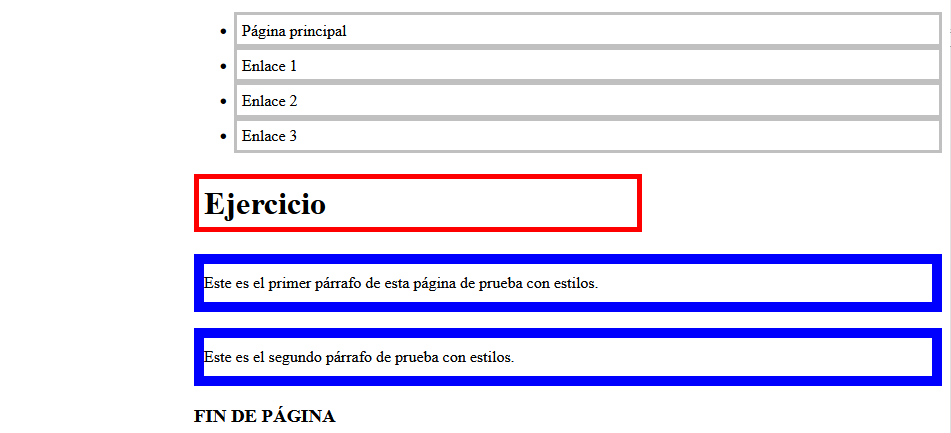 Página principal
Enlace 1
Enlace 2
Enlace 3
Ejercicio
Este es el primer párrafo de esta página de prueba con estilos.
Este es el segundo párrafo de prueba con estilos.
FIN DE PÁGINA